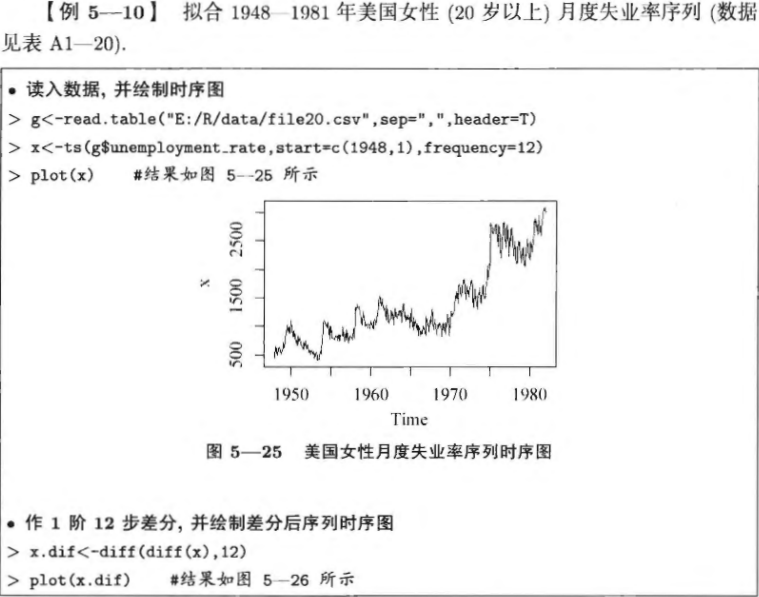 【例 5—10】 拟合 1948—1981 年美国女性 (20 岁以上) 月度失业率序列 (数据
见表 A1—20).
• 读入数据, 并绘制时序图
> g<-read.table("E:/R/data/file20.csv",sep=",",header=T)
> x<-ts(g$unemployment_rate,start=c(1948,1),frequency=12)
> plot(x) #结果如图 5—25 所示
2500
1500
500
x
1950 1960 1970 1980
Time
图 5—25 美国女性月度失业率序列时序图
• 作 1 阶 12 步差分, 并绘制差分后序列时序图
> x.dif<-diff(diff(x),12)
> plot(x.dif) #结果如图 5—26 所示